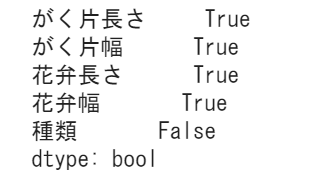 がく片長さ     True
がく片幅      True
花弁長さ      True
花弁幅       True
種類       False
dtype: bool